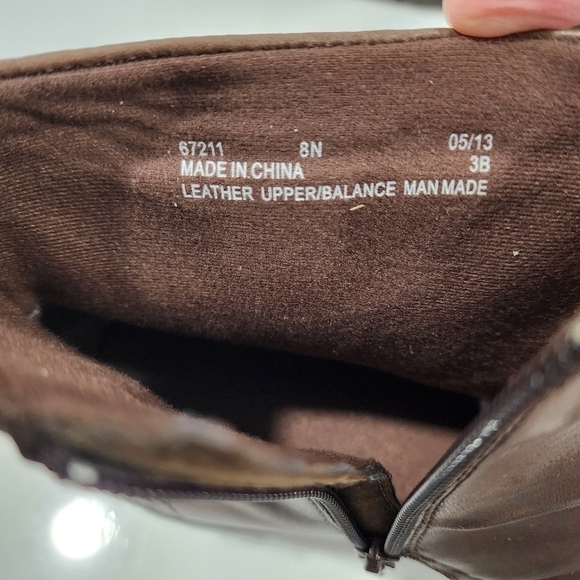 67211 8N 05/13
MADE IN CHINA 3B
LEATHER UPPER/BALANCE MAN MADE